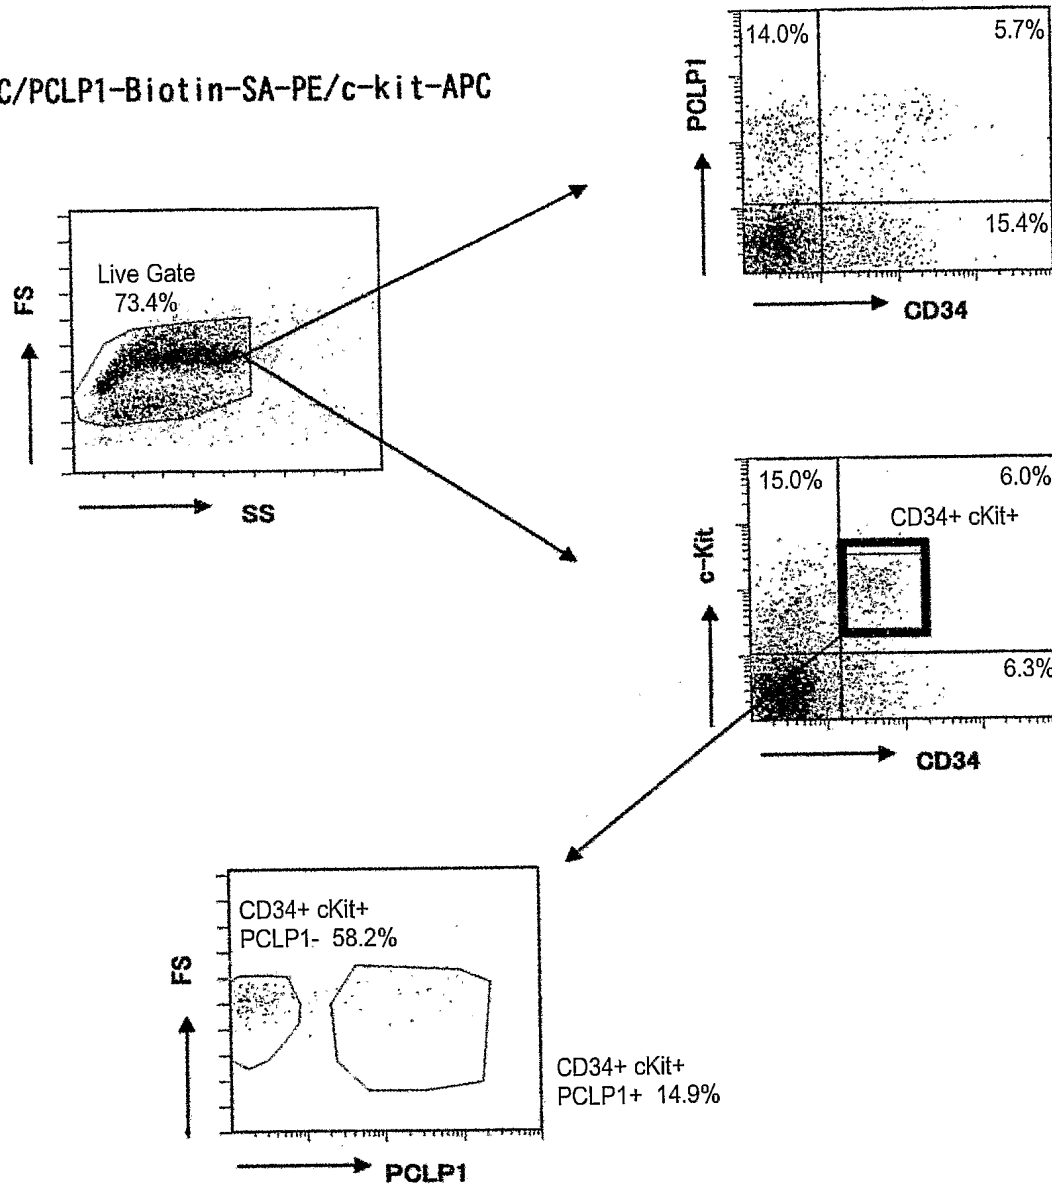 C/PCLP1-Biotin-SA-PE/c-kit-APC
14.0%
5.7%
PCLP1
15.4%
CD34
Live Gate
73.4%
FS
SS
15.0%
6.0%
CD34+ cKit+
c-Kit
6.3%
CD34
CD34+ cKit+
PCLP1- 58.2%
FS
CD34+ cKit+
PCLP1+ 14.9%
PCLP1